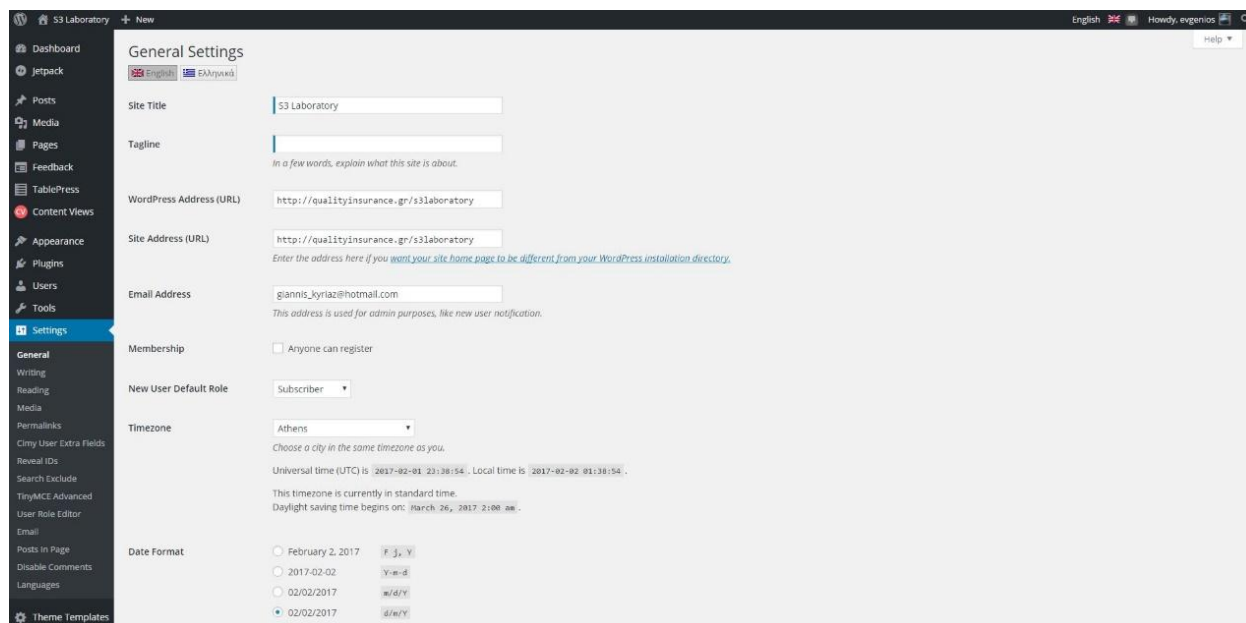 S3 Laboratory + New English Howdy, evgenios
Help ▼
Dashboard
Jetpack
Posts
Media
Pages
Feedback
TablePress
Content Views
Appearance
Plugins
Users
Tools
Settings
General
Writing
Reading
Media
Permalinks
Cimy User Extra Fields
Reveal IDs
Search Exclude
TinyMCE Advanced
User Role Editor
Email
Posts in Page
Disable Comments
Languages
Theme Templates
General Settings
English Ελληνικά
Site Title S3 Laboratory
Tagline
In a few words, explain what this site is about.
WordPress Address (URL) http://qualityinsurance.gr/s3laboratory
Site Address (URL) http://qualityinsurance.gr/s3laboratory
Enter the address here if you want your site home page to be different from your WordPress installation directory.
Email Address giannis_kyriaz@hotmail.com
This address is used for admin purposes, like new user notification.
Membership Anyone can register
New User Default Role Subscriber
Timezone Athens
Choose a city in the same timezone as you.
Universal time (UTC) is 2017-02-01 23:38:54 . Local time is 2017-02-02 01:38:54 .
This timezone is currently in standard time.
Daylight saving time begins on: March 26, 2017 2:00 am .
Date Format February 2, 2017 F j, Y
2017-02-02 Y-m-d
02/02/2017 m/d/Y
02/02/2017 d/m/Y